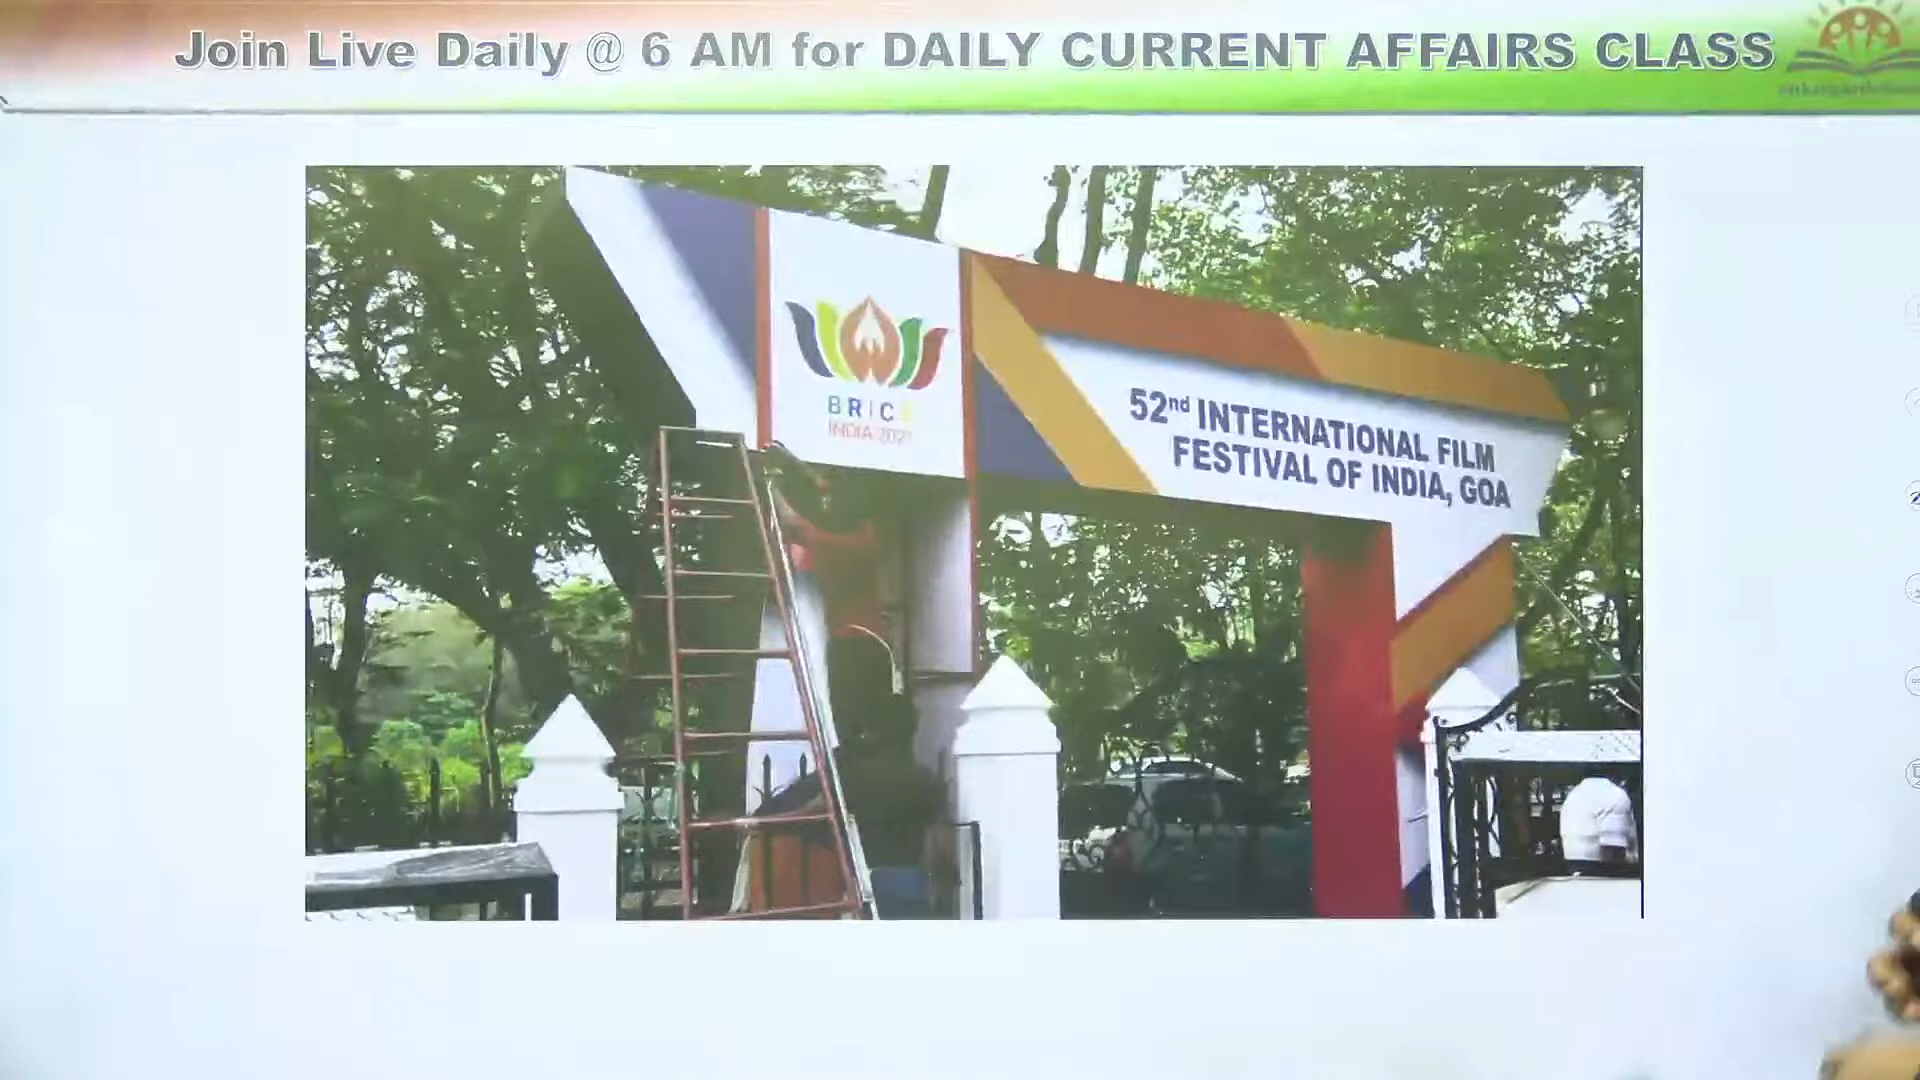 Join Live Daily @ 6 AM for DAILY CURRENT AFFAIRS CLASS
BRICS
INDIA 2021
52nd INTERNATIONAL FILM
FESTIVAL OF INDIA, GOA